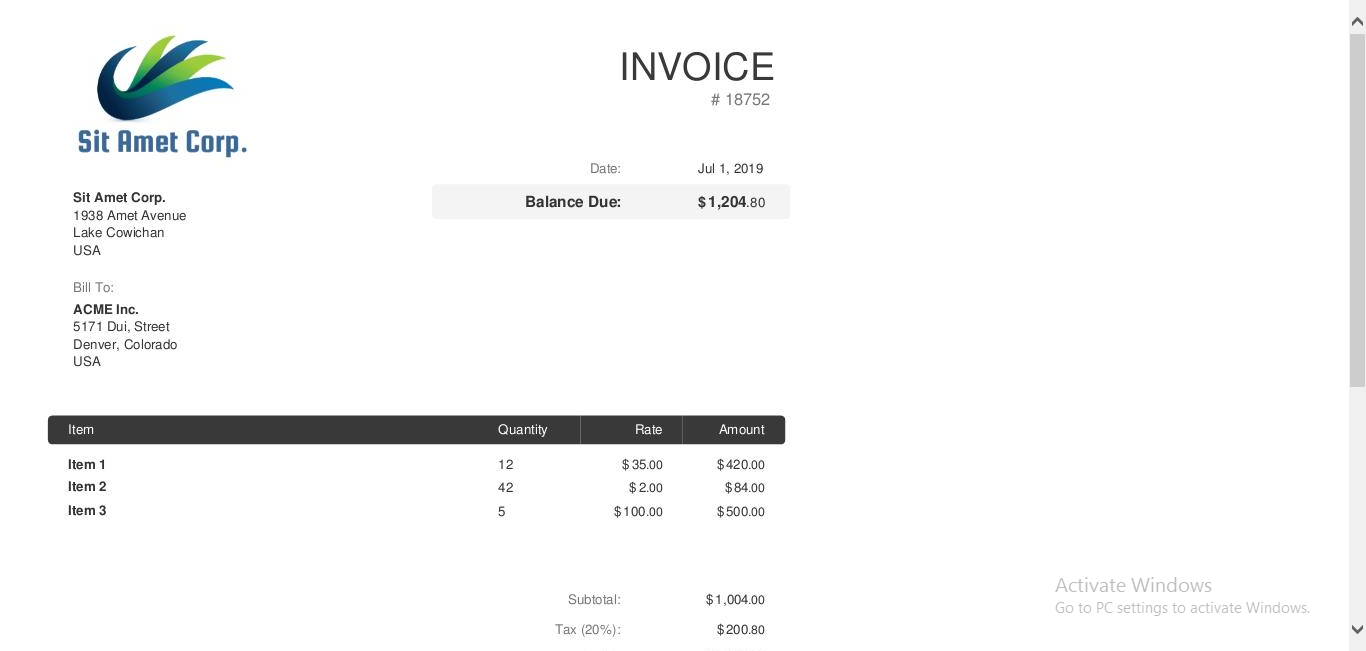 Sit Amet Corp.
INVOICE
# 18752
Date: Jul 1, 2019
Balance Due: $1,204.80
Sit Amet Corp.
1938 Amet Avenue
Lake Cowichan
USA
Bill To:
ACME Inc.
5171 Dui, Street
Denver, Colorado
USA
Item Quantity Rate Amount
Item 1 12 $35.00 $420.00
Item 2 42 $2.00 $84.00
Item 3 5 $100.00 $500.00
Subtotal: $1,004.00
Tax (20%): $200.80
Activate Windows
Go to PC settings to activate Windows.